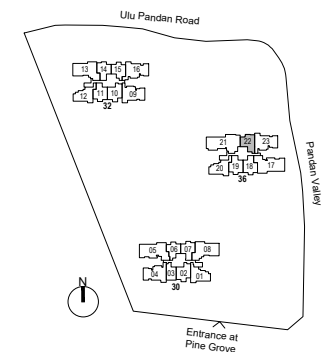 Ulu Pandan Road
13 14 15 16
12 11 10 09
32
21 22 23
20 19 18 17
36
Pandan Valley
05 06 07 08
04 03 02 01
30
N
Entrance at
Pine Grove